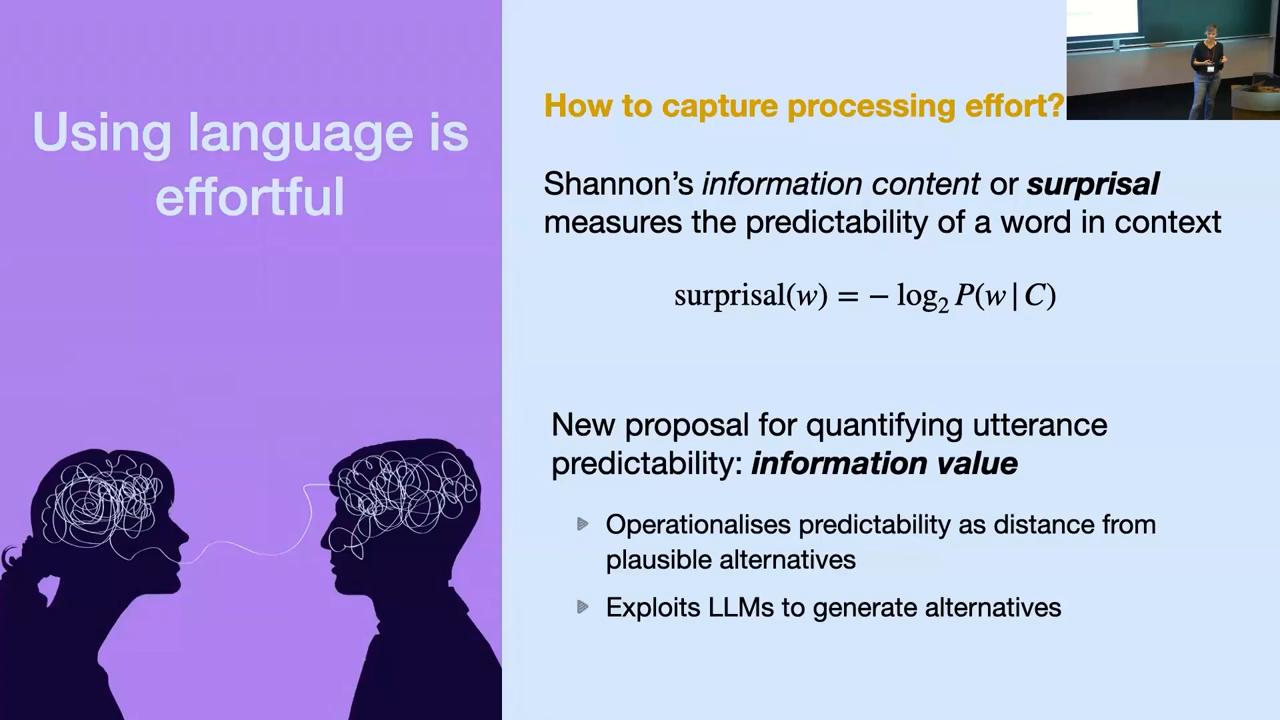 Using language is
effortful
How to capture processing effort?
Shannon's information content or surprisal
measures the predictability of a word in context
surprisal(w) = − log₂ P(w | C)
New proposal for quantifying utterance
predictability: information value
Operationalises predictability as distance from
plausible alternatives
Exploits LLMs to generate alternatives